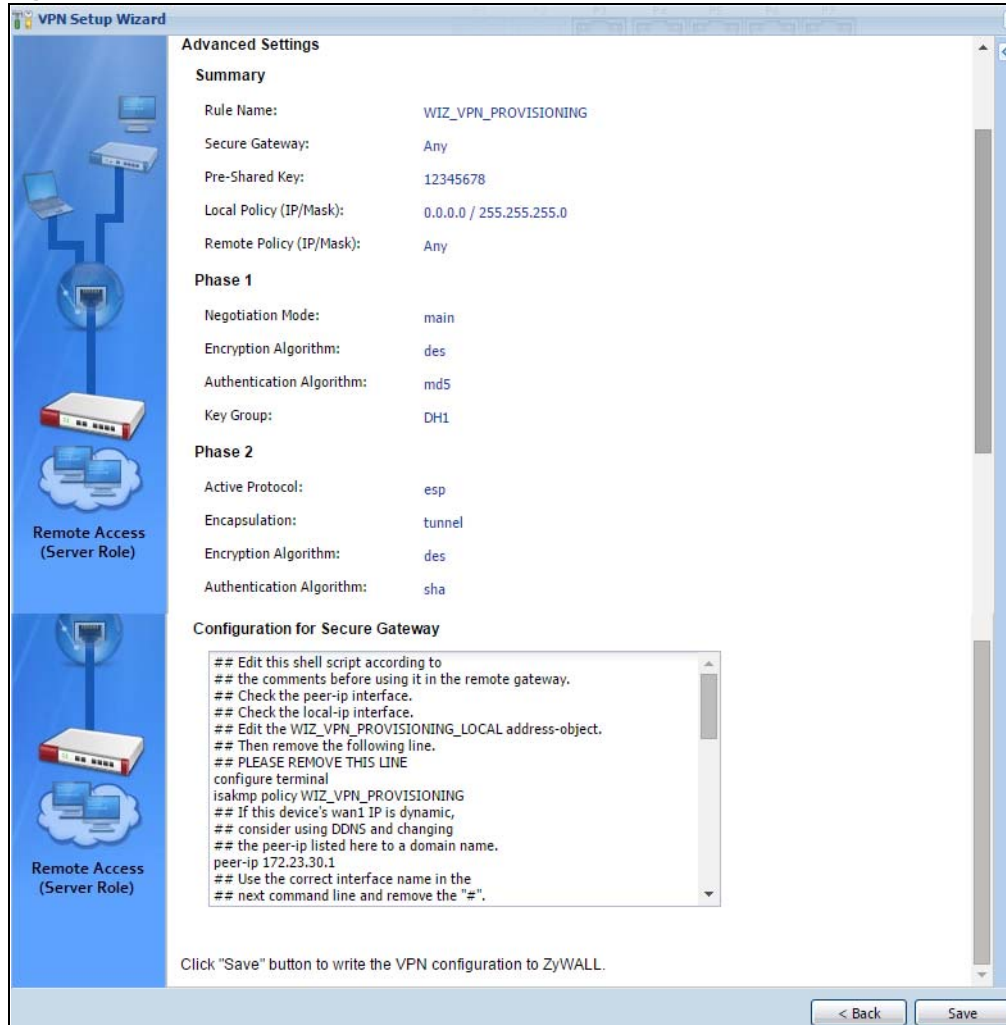 VPN Setup Wizard
Advanced Settings
Summary
Rule Name: WIZ_VPN_PROVISIONING
Secure Gateway: Any
Pre-Shared Key: 12345678
Local Policy (IP/Mask): 0.0.0.0 / 255.255.255.0
Remote Policy (IP/Mask): Any
Phase 1
Negotiation Mode: main
Encryption Algorithm: des
Authentication Algorithm: md5
Key Group: DH1
Phase 2
Active Protocol: esp
Encapsulation: tunnel
Encryption Algorithm: des
Authentication Algorithm: sha
Remote Access
(Server Role)
Configuration for Secure Gateway
## Edit this shell script according to
## the comments before using it in the remote gateway.
## Check the peer-ip interface.
## Check the local-ip interface.
## Edit the WIZ_VPN_PROVISIONING_LOCAL address-object.
## Then remove the following line.
## PLEASE REMOVE THIS LINE
configure terminal
isakmp policy WIZ_VPN_PROVISIONING
## If this device's wan1 IP is dynamic,
## consider using DDNS and changing
## the peer-ip listed here to a domain name.
peer-ip 172.23.30.1
## Use the correct interface name in the
## next command line and remove the "#".
Remote Access
(Server Role)
Click "Save" button to write the VPN configuration to ZyWALL.
< Back
Save